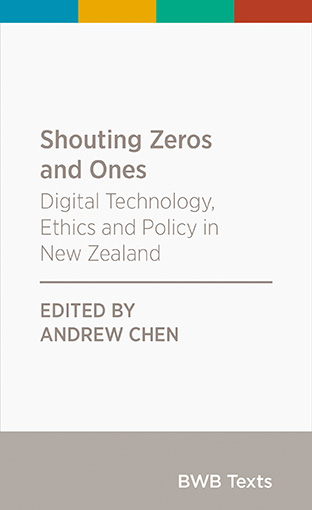 Shouting Zeros
and Ones
Digital Technology,
Ethics and Policy in
New Zealand
EDITED BY
ANDREW CHEN
BWB Texts